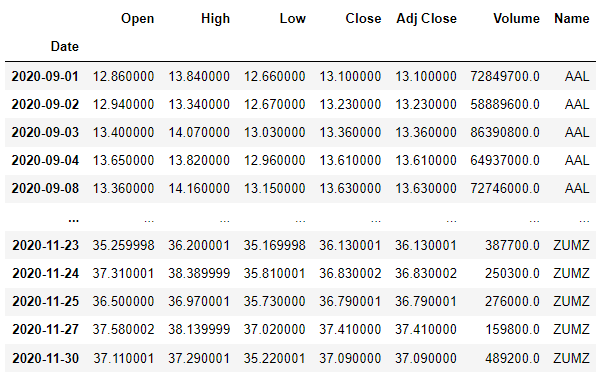 Open High Low Close Adj Close Volume Name
Date
2020-09-01 12.860000 13.840000 12.660000 13.100000 13.100000 72849700.0 AAL
2020-09-02 12.940000 13.340000 12.670000 13.230000 13.230000 58889600.0 AAL
2020-09-03 13.400000 14.070000 13.030000 13.360000 13.360000 86390800.0 AAL
2020-09-04 13.650000 13.820000 12.960000 13.610000 13.610000 64937000.0 AAL
2020-09-08 13.360000 14.160000 13.150000 13.630000 13.630000 72746000.0 AAL
... ... ... ... ... ... ... ...
2020-11-23 35.259998 36.200001 35.169998 36.130001 36.130001 387700.0 ZUMZ
2020-11-24 37.310001 38.389999 35.810001 36.830002 36.830002 250300.0 ZUMZ
2020-11-25 36.500000 36.970001 35.730000 36.790001 36.790001 276000.0 ZUMZ
2020-11-27 37.580002 38.139999 37.020000 37.410000 37.410000 159800.0 ZUMZ
2020-11-30 37.110001 37.290001 35.220001 37.090000 37.090000 489200.0 ZUMZ